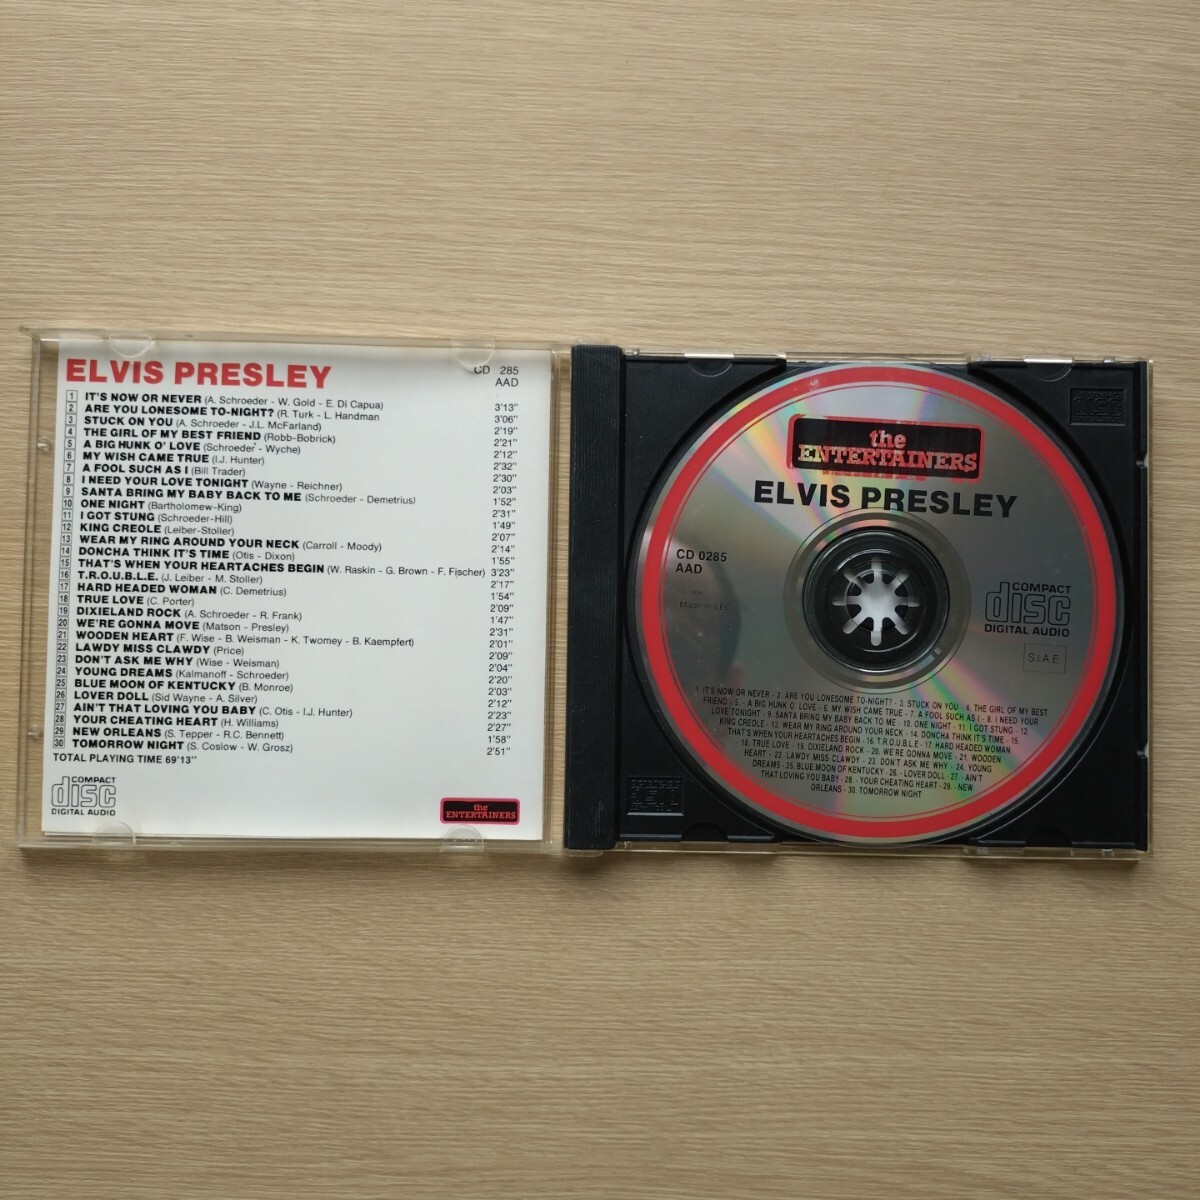 ELVIS PRESLEY
CD 285
AAD
1 IT'S NOW OR NEVER (A. Schroeder - W. Gold - E. Di Capua) 3'13"
2 ARE YOU LONESOME TO-NIGHT? (R. Turk - L. Handman 3'06"
3 STUCK ON YOU (A. Schroeder - J.L. McFarland) 2'19"
4 THE GIRL OF MY BEST FRIEND (Robb-Bobrick) 2'21"
5 A BIG HUNK O' LOVE (Schroeder - Wyche) 2'12"
6 MY WISH CAME TRUE (I.J. Hunter) 2'32"
7 A FOOL SUCH AS I (Bill Trader) 2'30"
8 I NEED YOUR LOVE TONIGHT (Wayne - Reichner) 2'03"
9 SANTA BRING MY BABY BACK TO ME (Schroeder - Demetrius) 1'52"
10 ONE NIGHT (Bartholomew-King) 2'31"
11 I GOT STUNG (Schroeder-Hill) 1'49"
12 KING CREOLE (Leiber-Stoller) 2'07"
13 WEAR MY RING AROUND YOUR NECK (Carroll - Moody) 2'14"
14 DONCHA THINK IT'S TIME (Otis - Dixon) 1'55"
15 THAT'S WHEN YOUR HEARTACHES BEGIN (W. Raskin - G. Brown - F. Fischer) 3'23"
16 T.R.O.U.B.L.E. (J. Leiber - M. Stoller) 2'17"
17 HARD HEADED WOMAN (C. Demetrius) 1'54"
18 TRUE LOVE (C. Porter) 2'09"
19 DIXIELAND ROCK (A. Schroeder - R. Frank) 1'47"
20 WE'RE GONNA MOVE (Matson - Presley) 2'31"
21 WOODEN HEART (F. Wise - B. Weisman - K. Twomey - B. Kaempfert) 2'01"
22 LAWDY MISS CLAWDY (Price) 2'09"
23 DON'T ASK ME WHY (Wise - Weisman) 2'04"
24 YOUNG DREAMS (Kalmanoff - Schroeder) 2'20"
25 BLUE MOON OF KENTUCKY (B. Monroe) 2'03"
26 LOVER DOLL (Sid Wayne - A. Silver) 2'12"
27 AIN'T THAT LOVING YOU BABY (C. Otis - I.J. Hunter) 2'23"
28 YOUR CHEATING HEART (H. Williams) 2'27"
29 NEW ORLEANS (S. Tepper - R.C. Bennett) 1'58"
30 TOMORROW NIGHT (S. Coslow - W. Grosz) 2'51"
TOTAL PLAYING TIME 69'13"
COMPACT
disc
DIGITAL AUDIO
the
ENTERTAINERS
the
ENTERTAINERS
ELVIS PRESLEY
CD 0285
AAD
Made in EEC
COMPACT
disc
DIGITAL AUDIO
S.I.A.E.
1. IT'S NOW OR NEVER - 2. ARE YOU LONESOME TO-NIGHT? - 3. STUCK ON YOU - 4. THE GIRL OF MY BEST
FRIEND - 5. A BIG HUNK O' LOVE - 6. MY WISH CAME TRUE - 7. A FOOL SUCH AS I - 8. I NEED YOUR
LOVE TONIGHT - 9. SANTA BRING MY BABY BACK TO ME - 10. ONE NIGHT - 11. I GOT STUNG - 12.
KING CREOLE - 13. WEAR MY RING AROUND YOUR NECK - 14. DONCHA THINK IT'S TIME - 15.
THAT'S WHEN YOUR HEARTACHES BEGIN - 16. T.R.O.U.B.L.E - 17. HARD HEADED WOMAN
- 18. TRUE LOVE - 19. DIXIELAND ROCK - 20. WE'RE GONNA MOVE - 21. WOODEN
HEART - 22. LAWDY MISS CLAWDY - 23. DON'T ASK ME WHY - 24. YOUNG
DREAMS - 25. BLUE MOON OF KENTUCKY - 26. LOVER DOLL - 27. AIN'T
THAT LOVING YOU BABY - 28. YOUR CHEATING HEART - 29. NEW
ORLEANS - 30. TOMORROW NIGHT